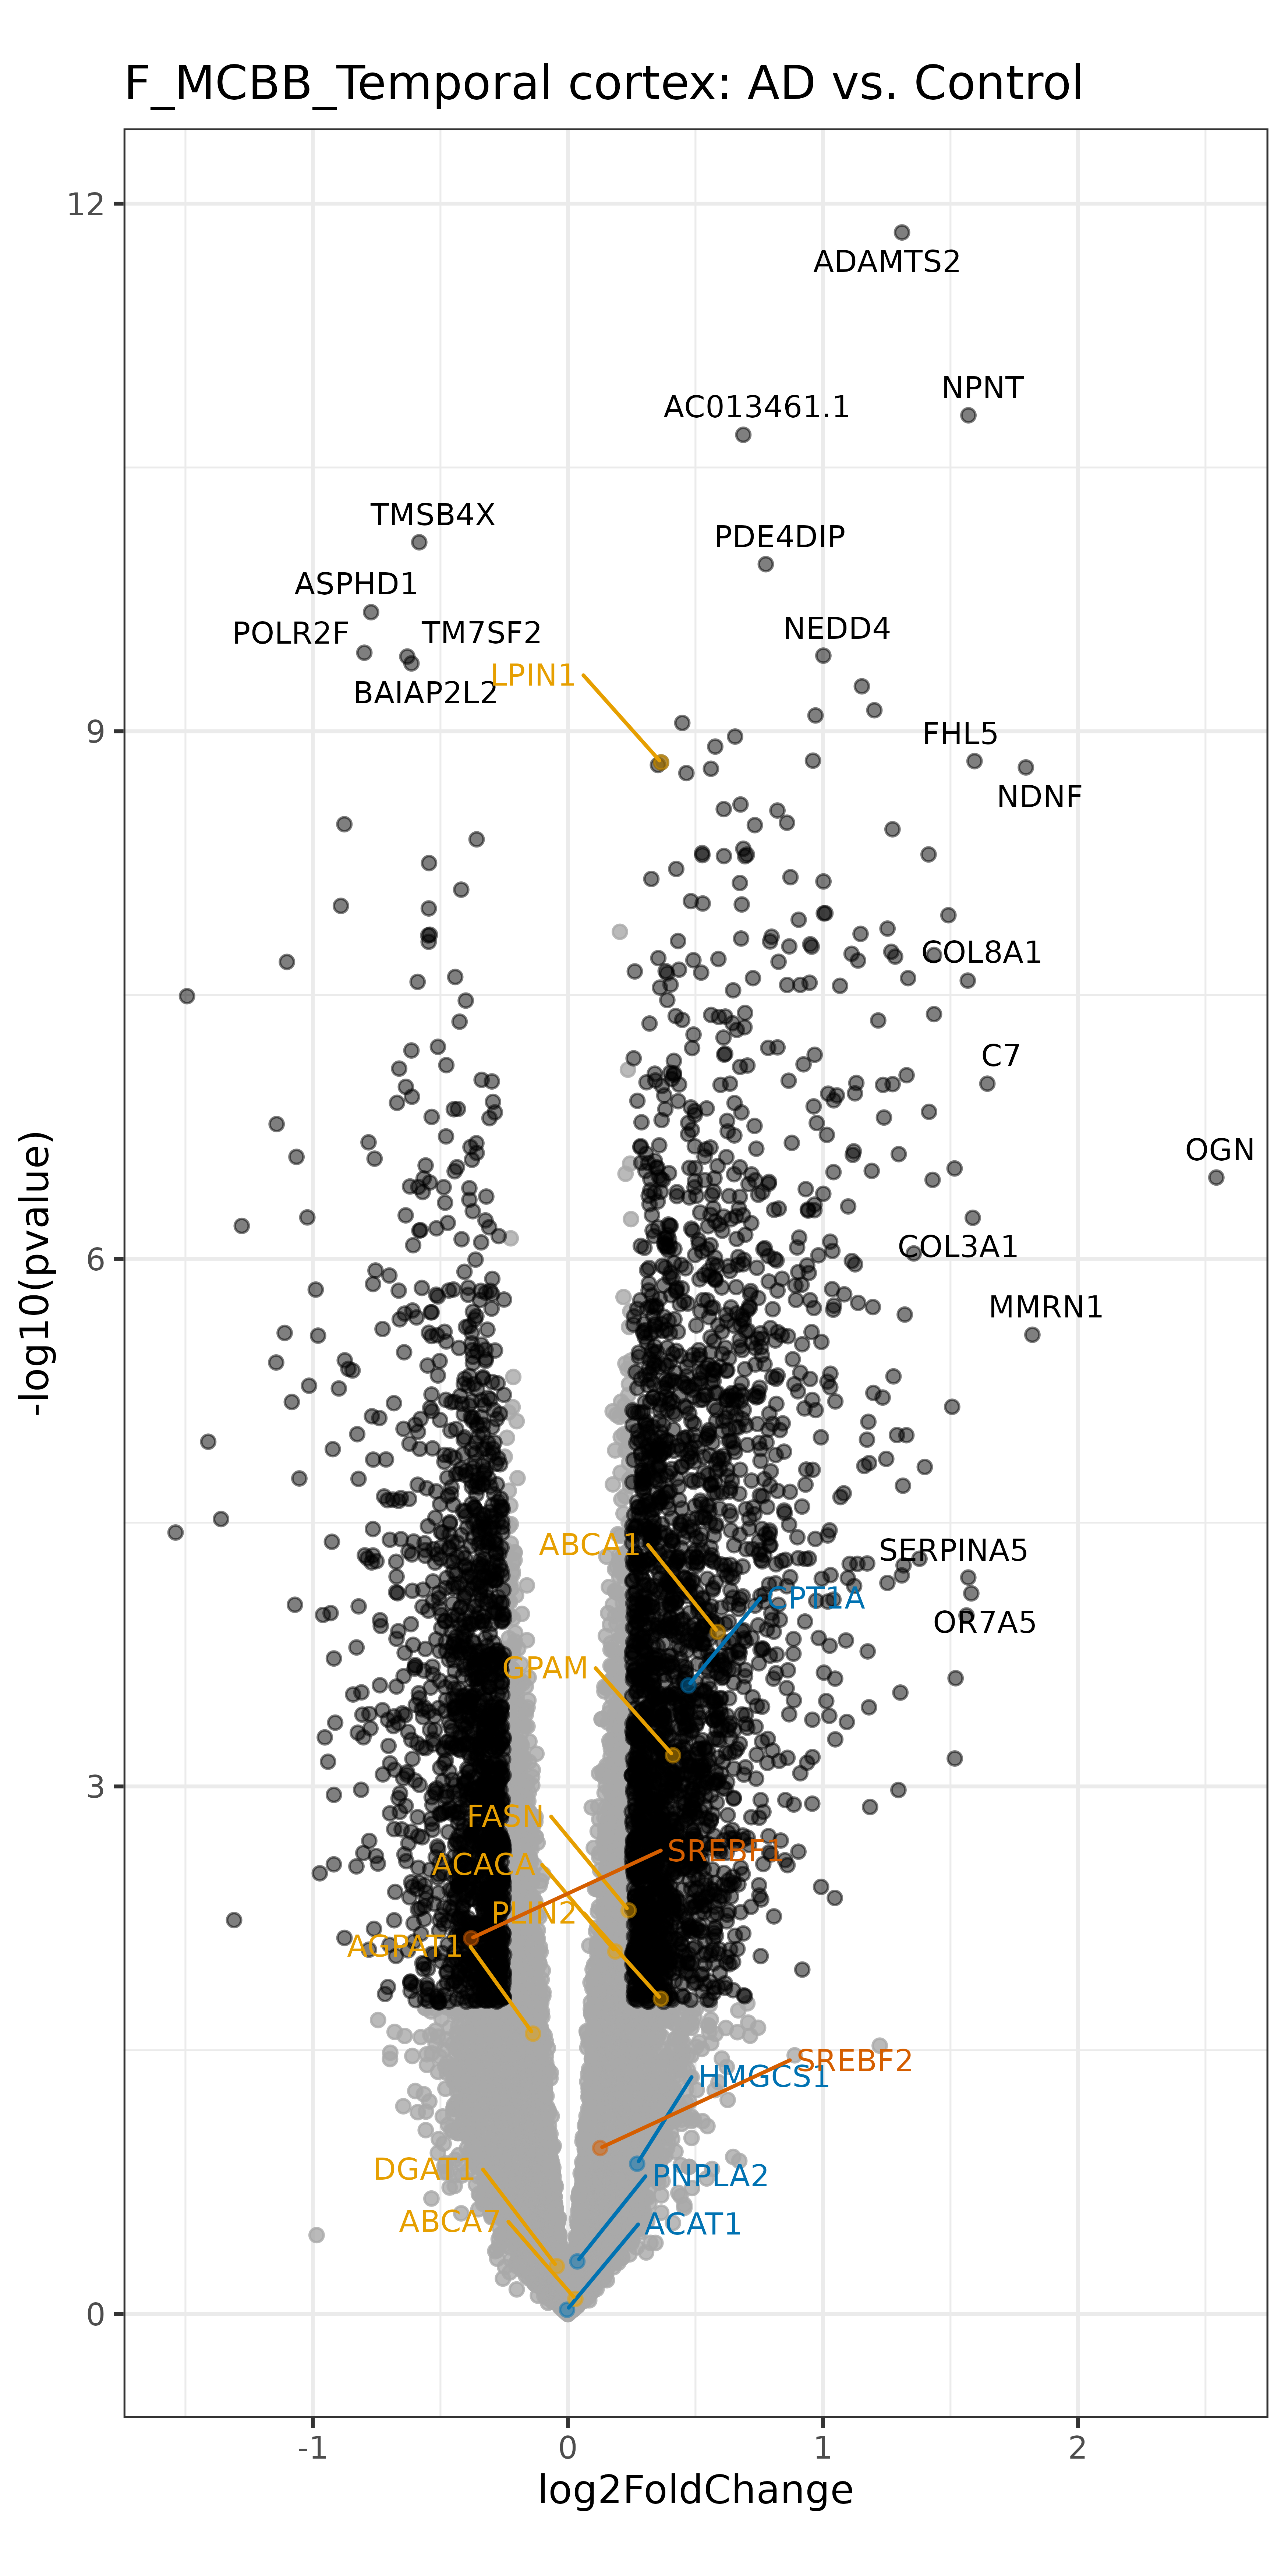 F_MCBB_Temporal cortex: AD vs. Control
12
ADAMTS2
NPNT
AC013461.1
TMSB4X
PDE4DIP
ASPHD1
POLR2F
TM7SF2
NEDD4
LPIN1
BAIAP2L2
9
FHL5
NDNF
COL8A1
C7
OGN
-log10(pvalue)
6
COL3A1
MMRN1
ABCA1
SERPINA5
CPT1A
OR7A5
GPAM
3
FASN
SREBF1
ACACA
PLIN2
AGPAT1
SREBF2
HMGCS1
DGAT1
PNPLA2
ABCA7
ACAT1
0
-1
0
1
2
log2FoldChange